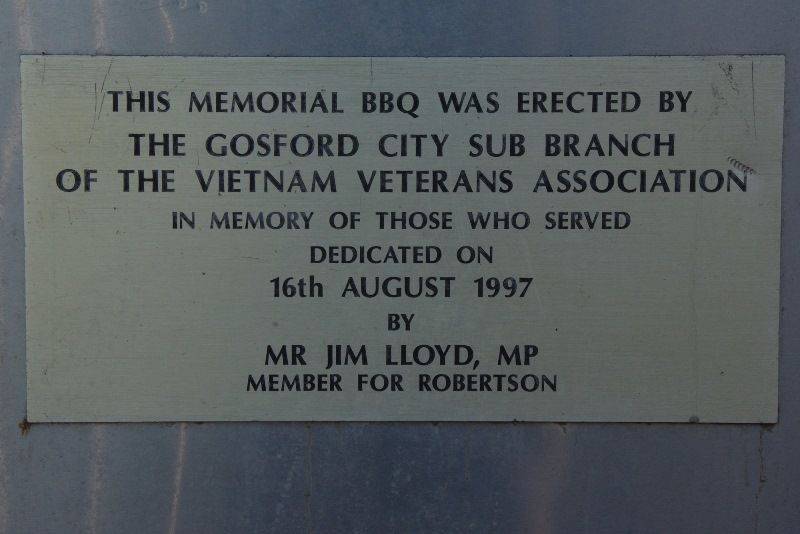 THIS MEMORIAL BBQ WAS ERECTED BY
THE GOSFORD CITY SUB BRANCH
OF THE VIETNAM VETERANS ASSOCIATION
IN MEMORY OF THOSE WHO SERVED
DEDICATED ON
16th AUGUST 1997
BY
MR JIM LLOYD, MP
MEMBER FOR ROBERTSON